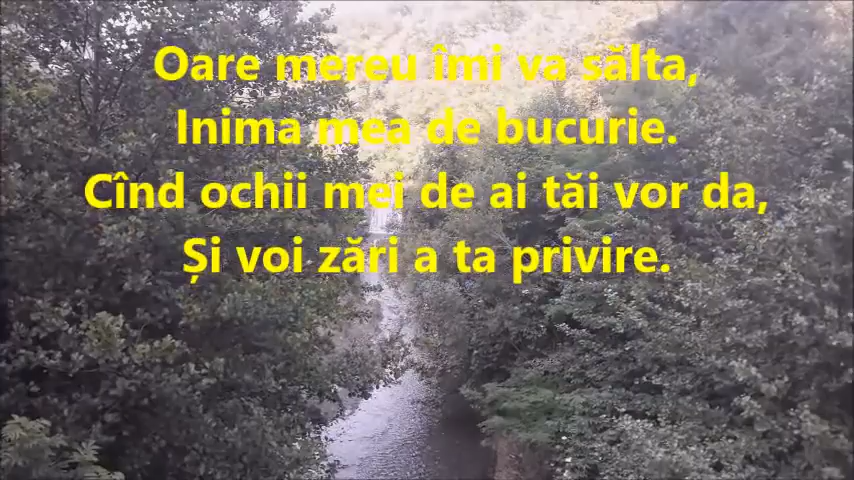 Oare mereu îmi va sălta,
Inima mea de bucurie.
Cînd ochii mei de ai tăi vor da,
Și voi zări a ta privire.